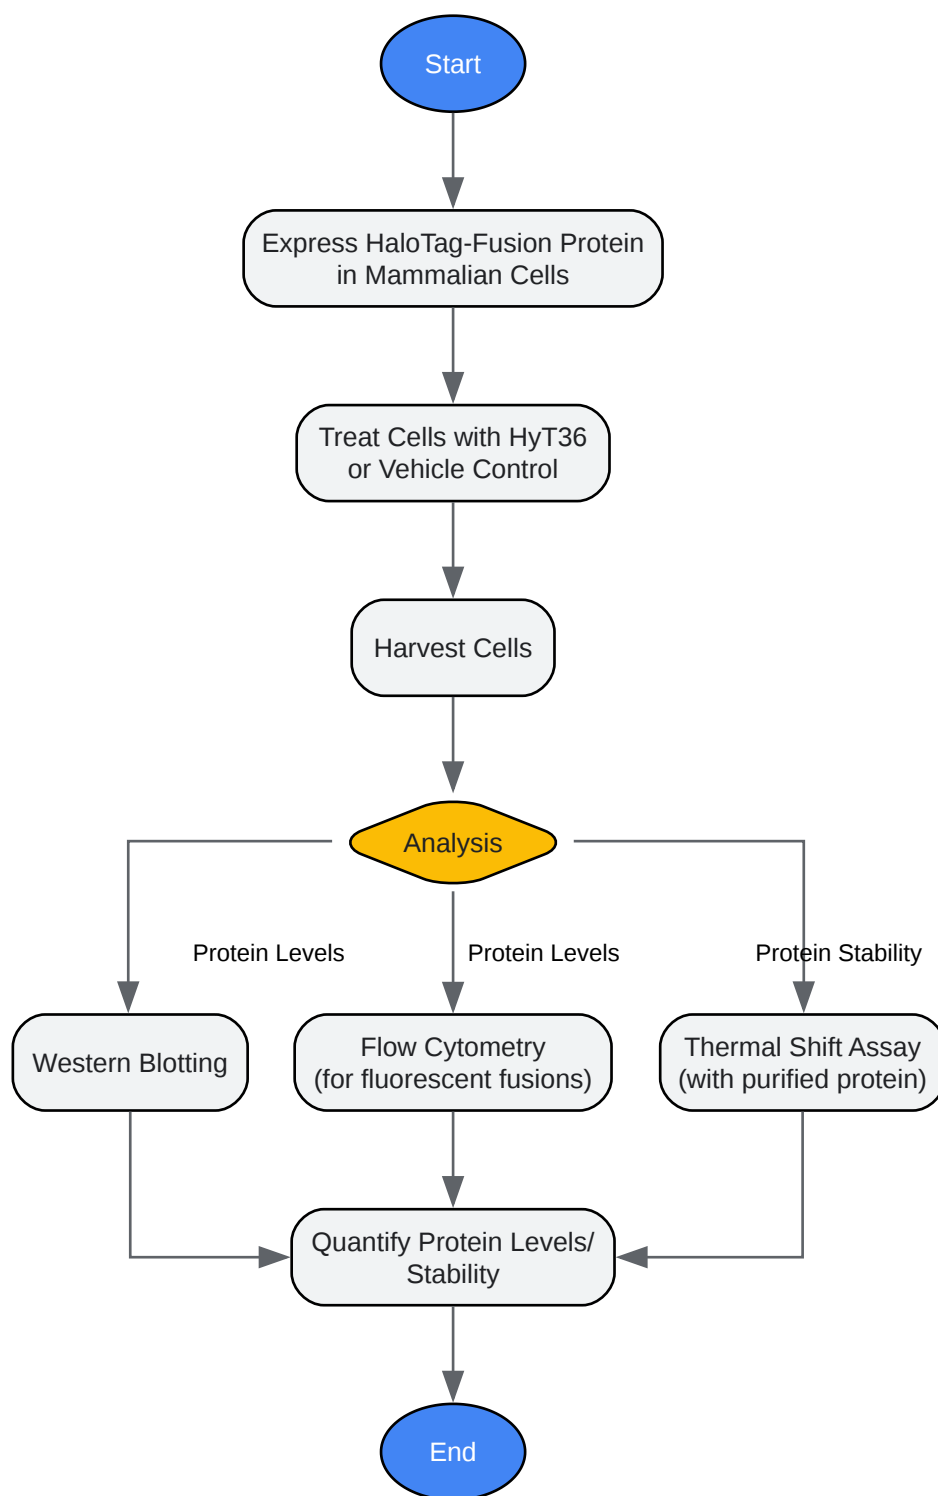 Start
Express HaloTag-Fusion Protein
in Mammalian Cells
Treat Cells with HyT36
or Vehicle Control
Harvest Cells
Analysis
Protein Levels
Protein Levels
Protein Stability
Western Blotting
Flow Cytometry
(for fluorescent fusions)
Thermal Shift Assay
(with purified protein)
Quantify Protein Levels/
Stability
End